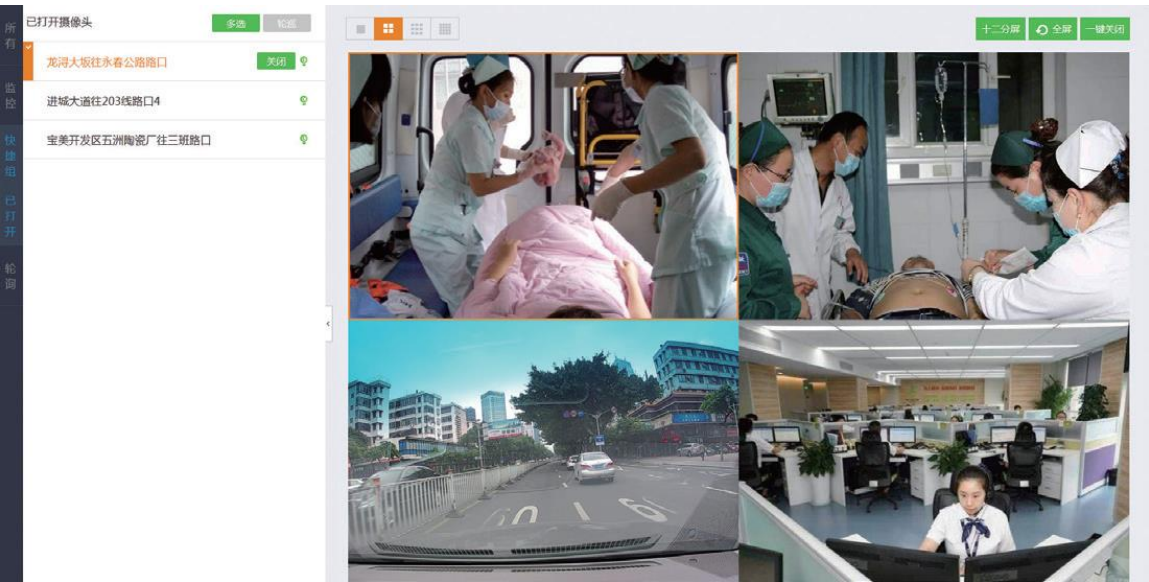 已打开摄像头
多选
轮巡
十二分屏
全屏
一键关闭
所有
监控
快捷组
已打开
轮询
龙浔大坂往永春公路路口
关闭
进城大道往203线路口4
宝美开发区五洲陶瓷厂往三班路口